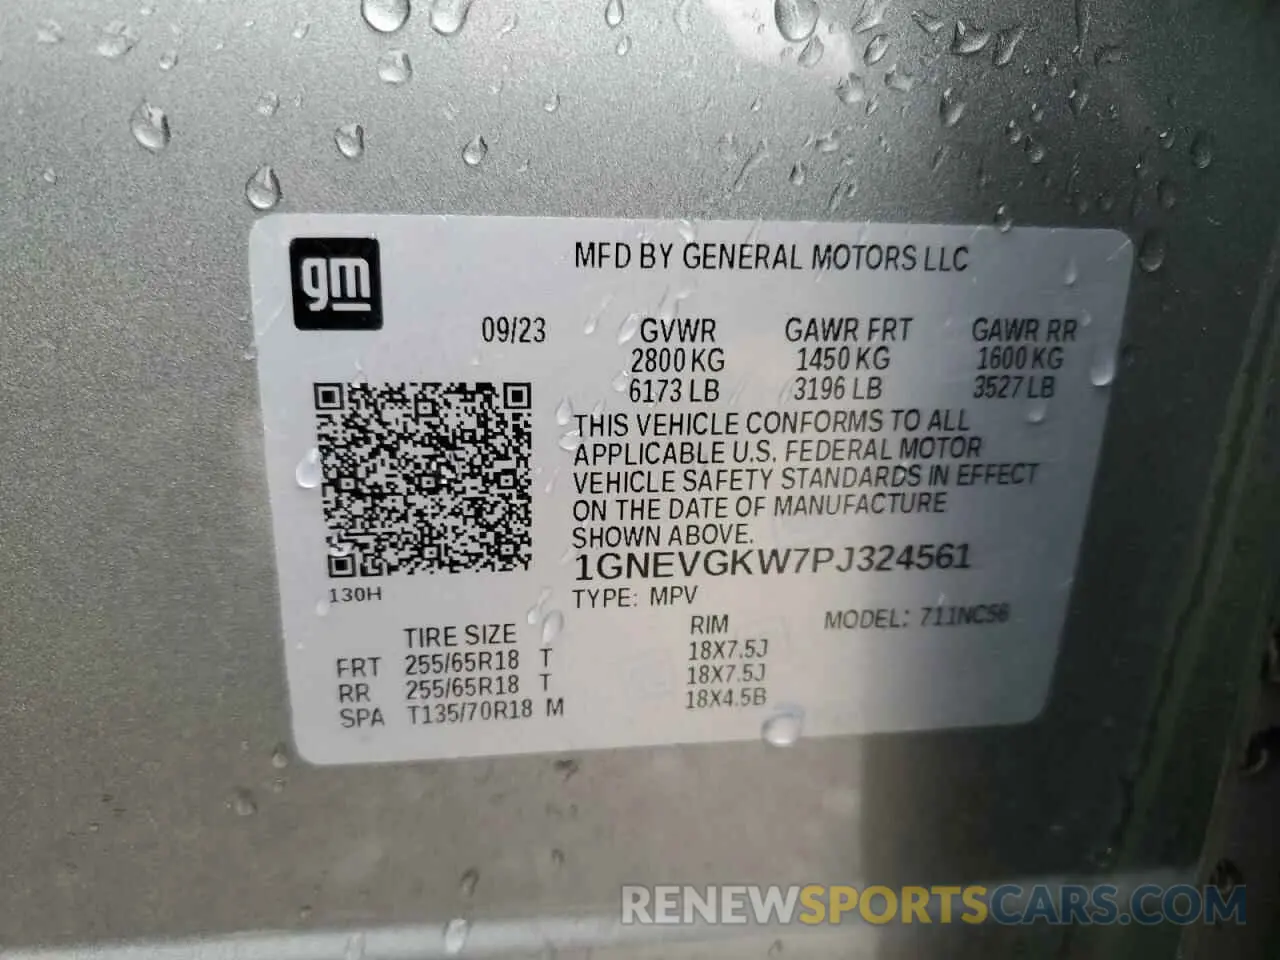 gm
MFD BY GENERAL MOTORS LLC
09/23 GVWR GAWR FRT GAWR RR
2800 KG 1450 KG 1600 KG
6173 LB 3196 LB 3527 LB
THIS VEHICLE CONFORMS TO ALL
APPLICABLE U.S. FEDERAL MOTOR
VEHICLE SAFETY STANDARDS IN EFFECT
ON THE DATE OF MANUFACTURE
SHOWN ABOVE.
1GNEVGKW7PJ324561
130H
TYPE: MPV
MODEL: 711NC56
TIRE SIZE RIM
FRT 255/65R18 T 18X7.5J
RR 255/65R18 T 18X7.5J
SPA T135/70R18 M 18X4.5B
RENEWSPORTSCARS.COM